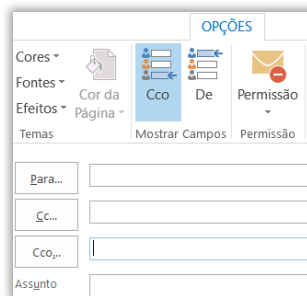 OPÇÕES
Cores
Fontes
Efeitos
Temas
Cor da
Página
Cco
De
Mostrar Campos
Permissão
Permissão
Para...
Cc...
Cco...
Assunto